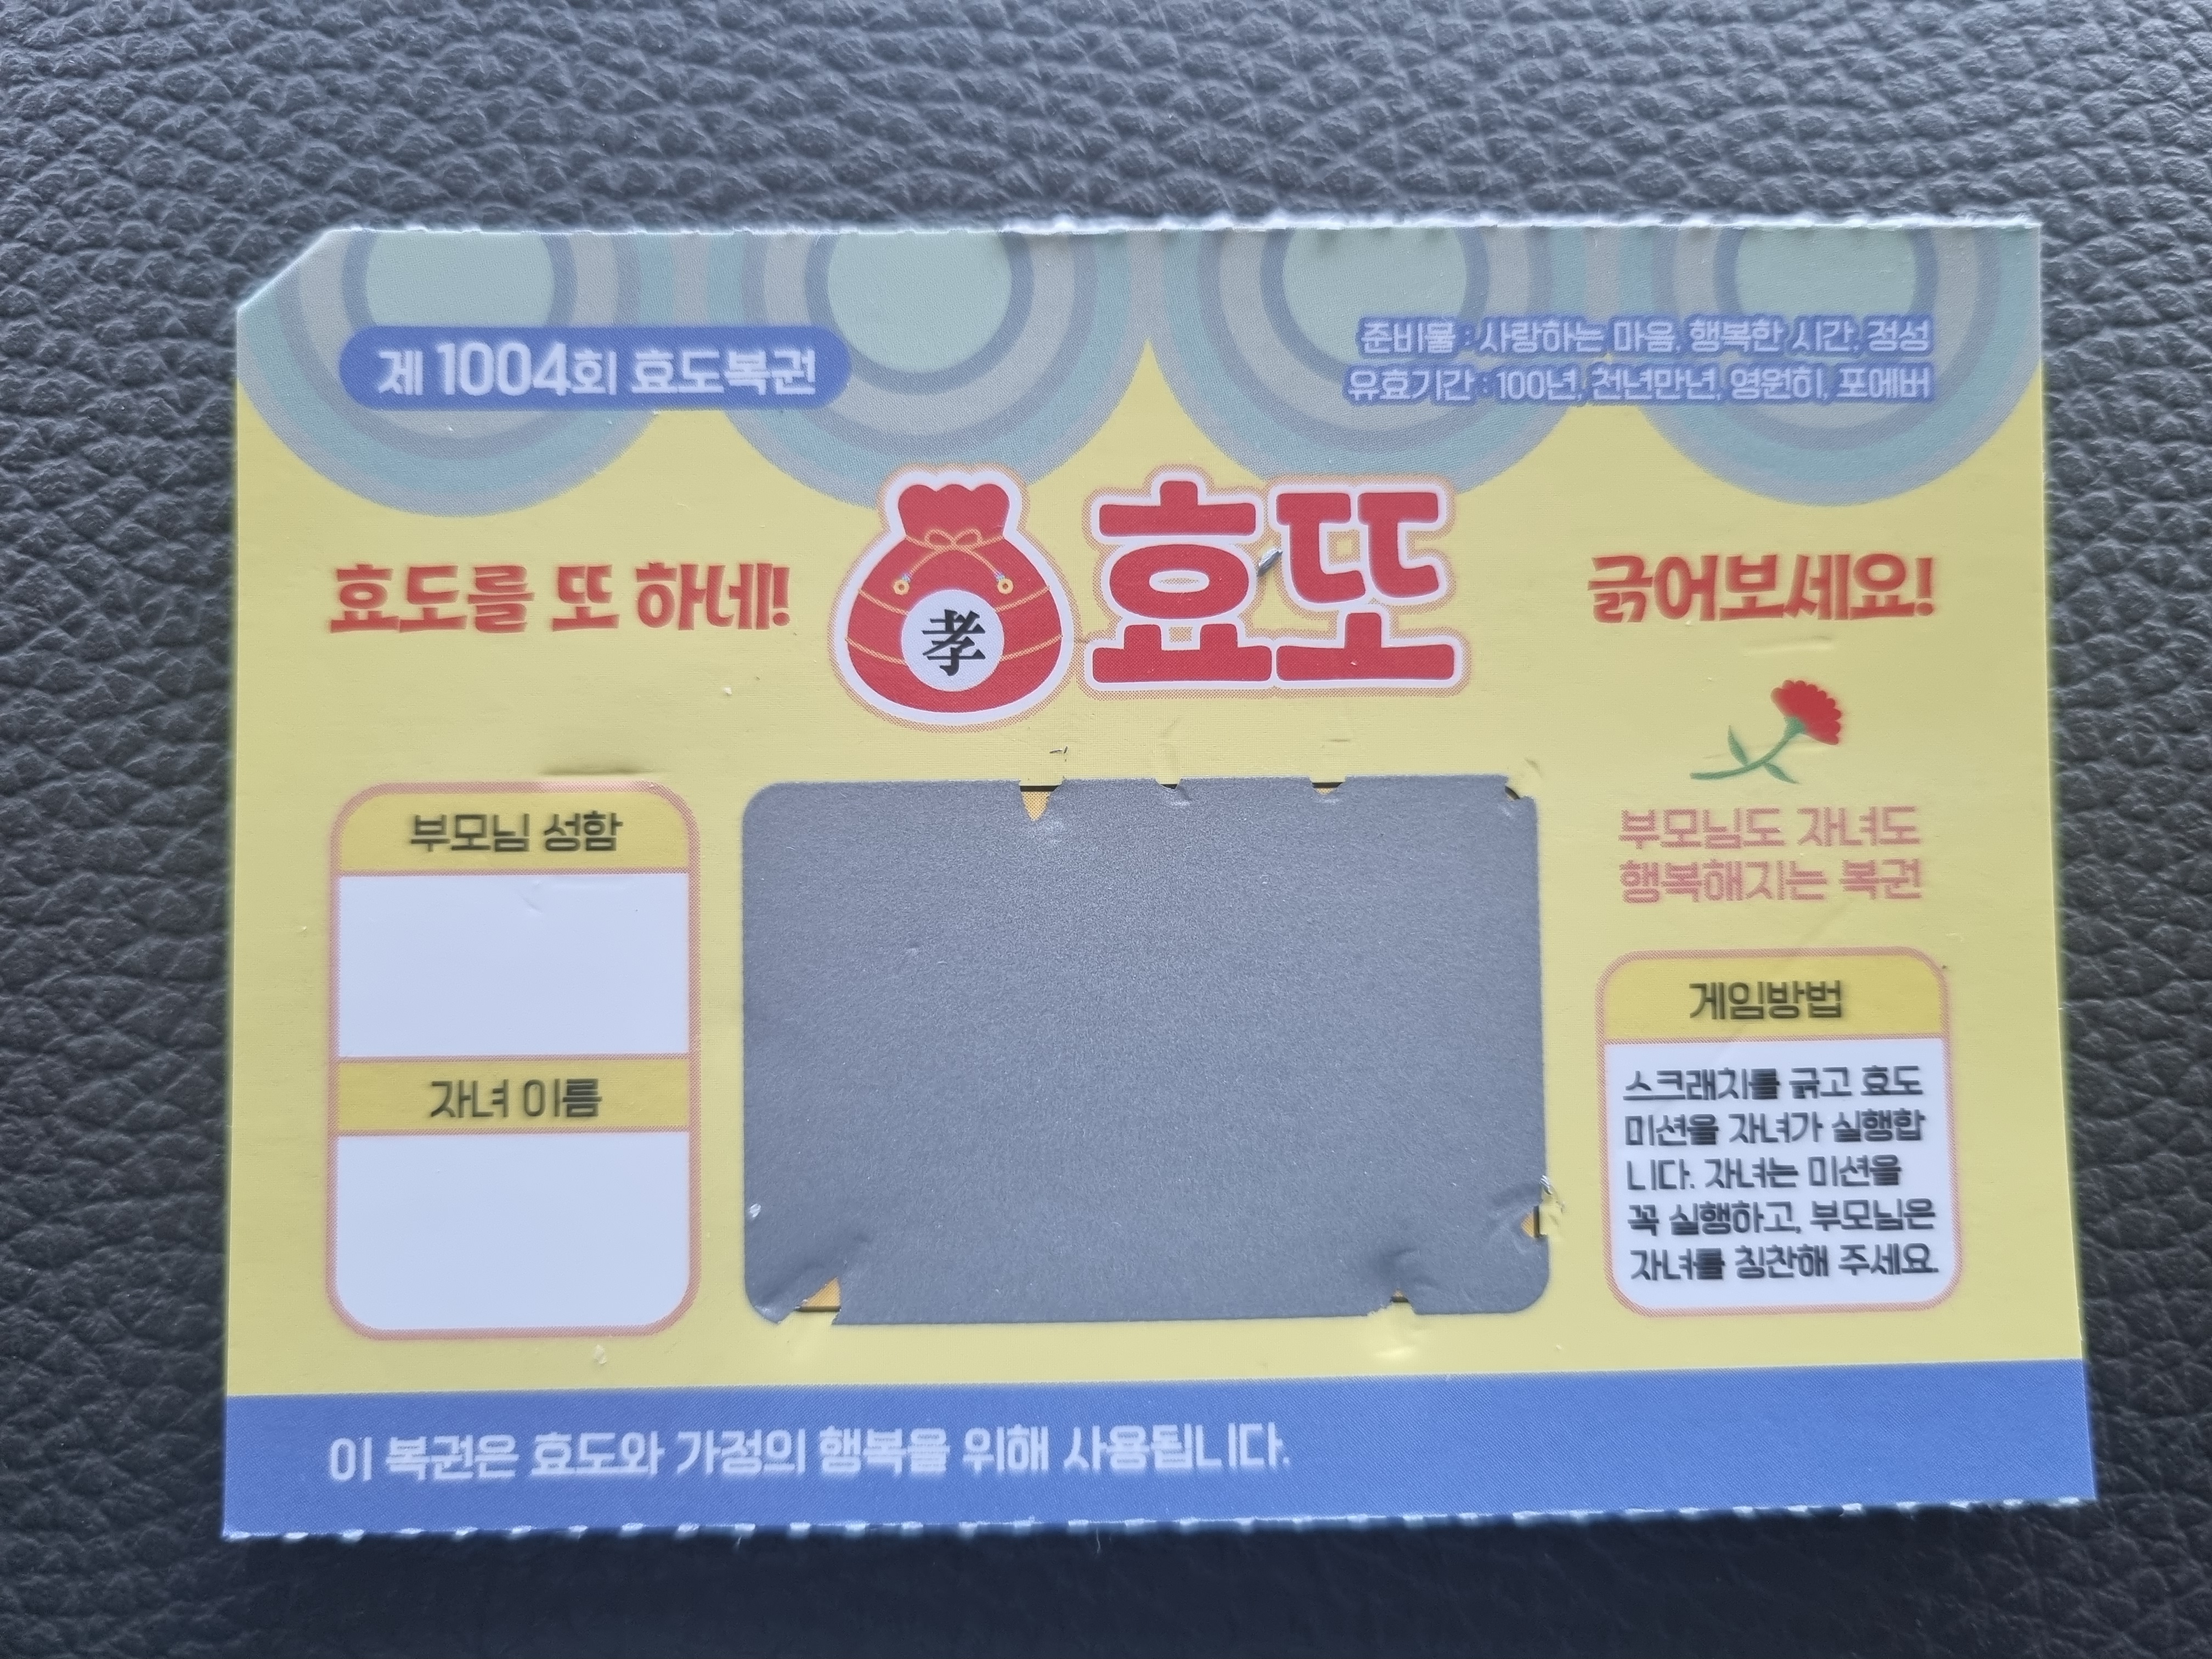 제 1004회 효도복권
준비물 : 사랑하는 마음, 행복한 시간, 정성
유효기간 : 100년, 천년만년, 영원히, 포에버
효도를 또 하네!
孝
효또
긁어보세요!
부모님도 자녀도
행복해지는 복권
부모님 성함
자녀 이름
게임방법
스크래치를 긁고 효도
미션을 자녀가 실행합
니다. 자녀는 미션을
꼭 실행하고, 부모님은
자녀를 칭찬해 주세요.
이 복권은 효도와 가정의 행복을 위해 사용됩니다.